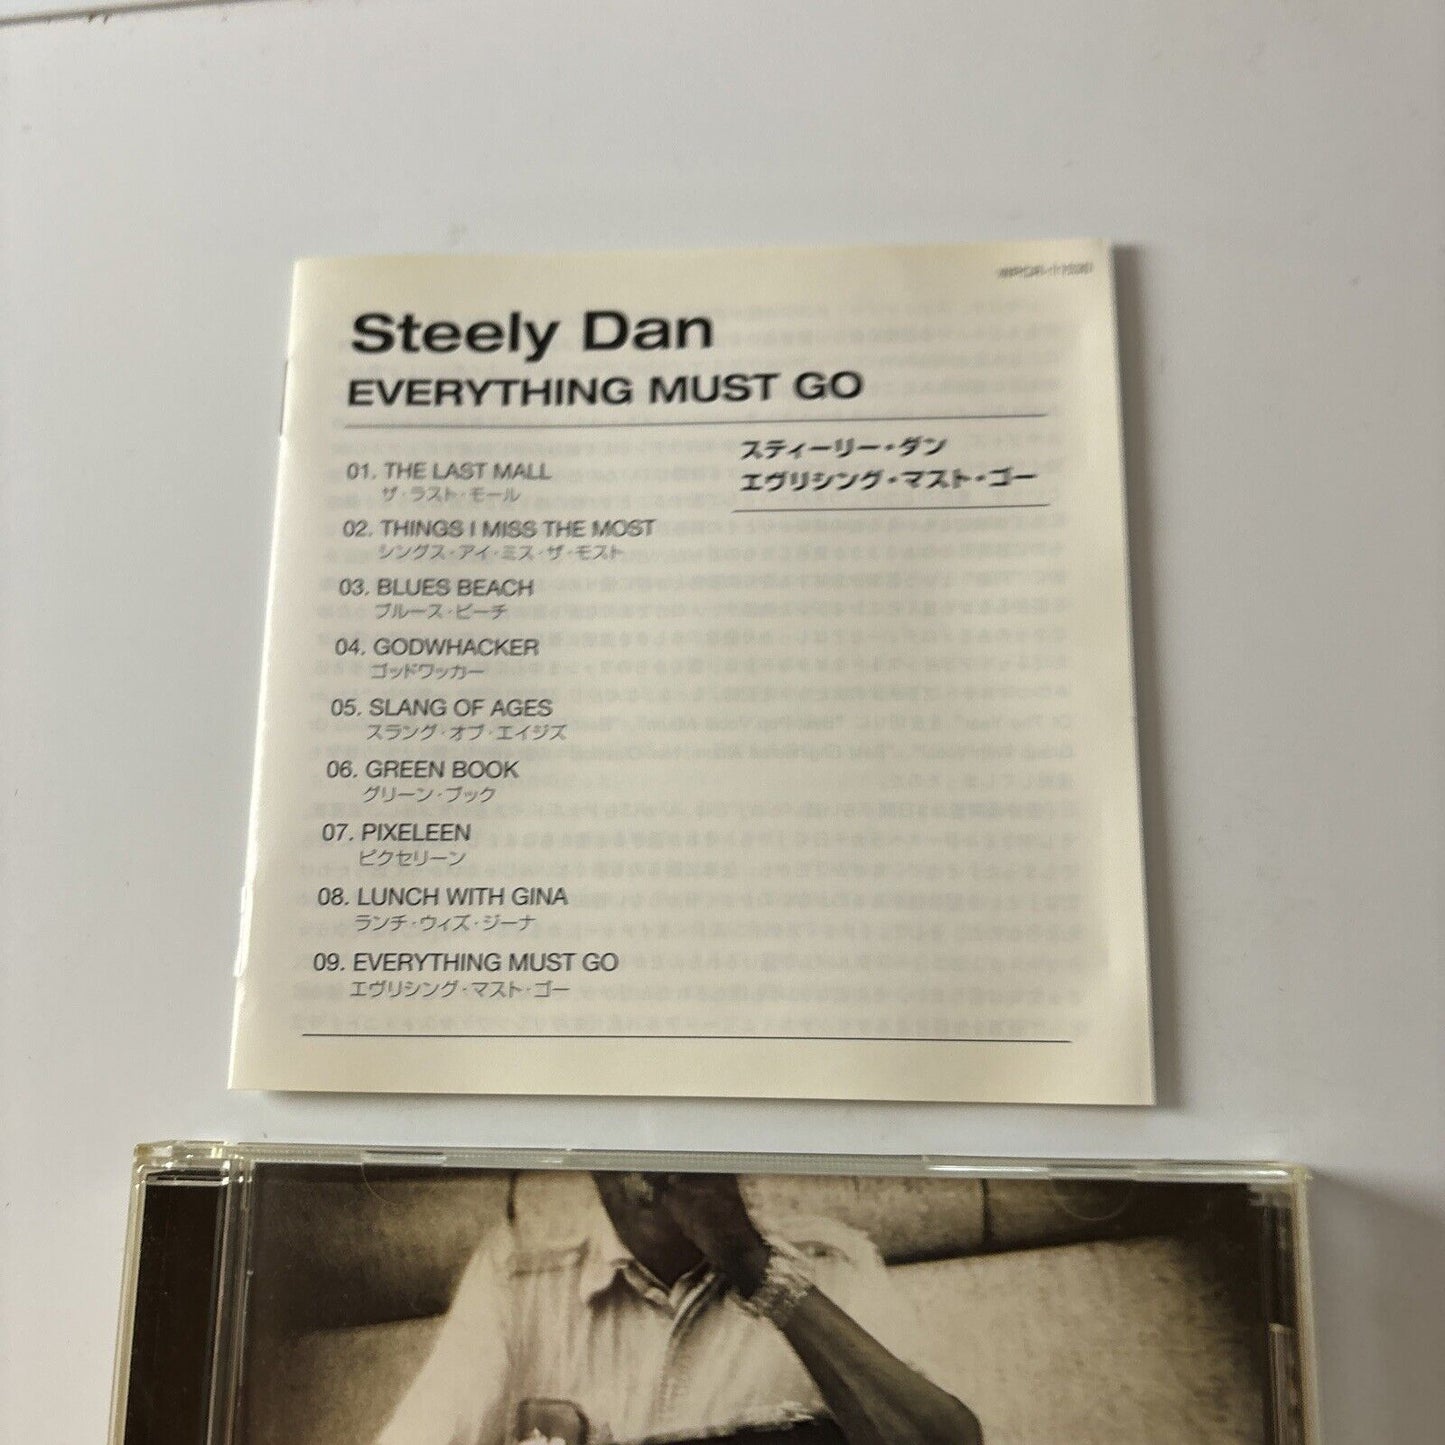 Steely Dan
EVERYTHING MUST GO
スティーリー・ダン
エヴリシング・マスト・ゴー
01. THE LAST MALL
ザ・ラスト・モール
02. THINGS I MISS THE MOST
シングス・アイ・ミス・ザ・モスト
03. BLUES BEACH
ブルース・ビーチ
04. GODWHACKER
ゴッドワッカー
05. SLANG OF AGES
スラング・オブ・エイジズ
06. GREEN BOOK
グリーン・ブック
07. PIXELEEN
ピクセリーン
08. LUNCH WITH GINA
ランチ・ウィズ・ジーナ
09. EVERYTHING MUST GO
エヴリシング・マスト・ゴー